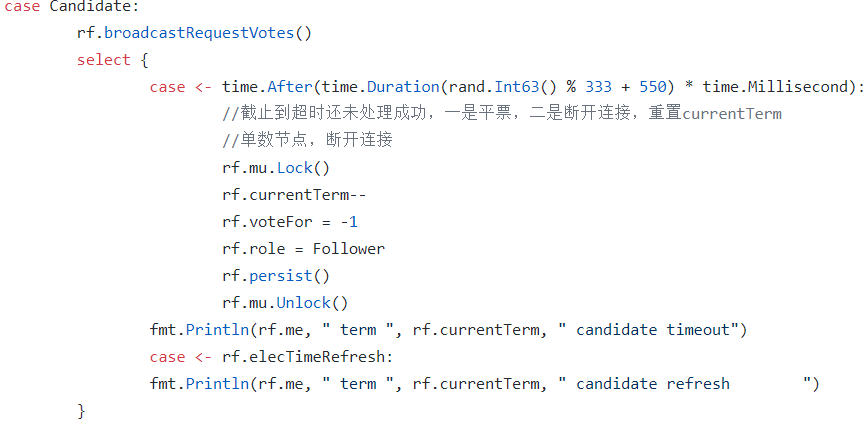 case Candidate:
rf.broadcastRequestVotes()
select {
case <- time.After(time.Duration(rand.Int63() % 333 + 550) * time.Millisecond):
//截止到超时还未处理成功，一是平票，二是断开连接，重置currentTerm
//单数节点，断开连接
rf.mu.Lock()
rf.currentTerm--
rf.voteFor = -1
rf.role = Follower
rf.persist()
rf.mu.Unlock()
fmt.Println(rf.me, " term ", rf.currentTerm, " candidate timeout")
case <- rf.elecTimeRefresh:
fmt.Println(rf.me, " term ", rf.currentTerm, " candidate refresh        ")
}